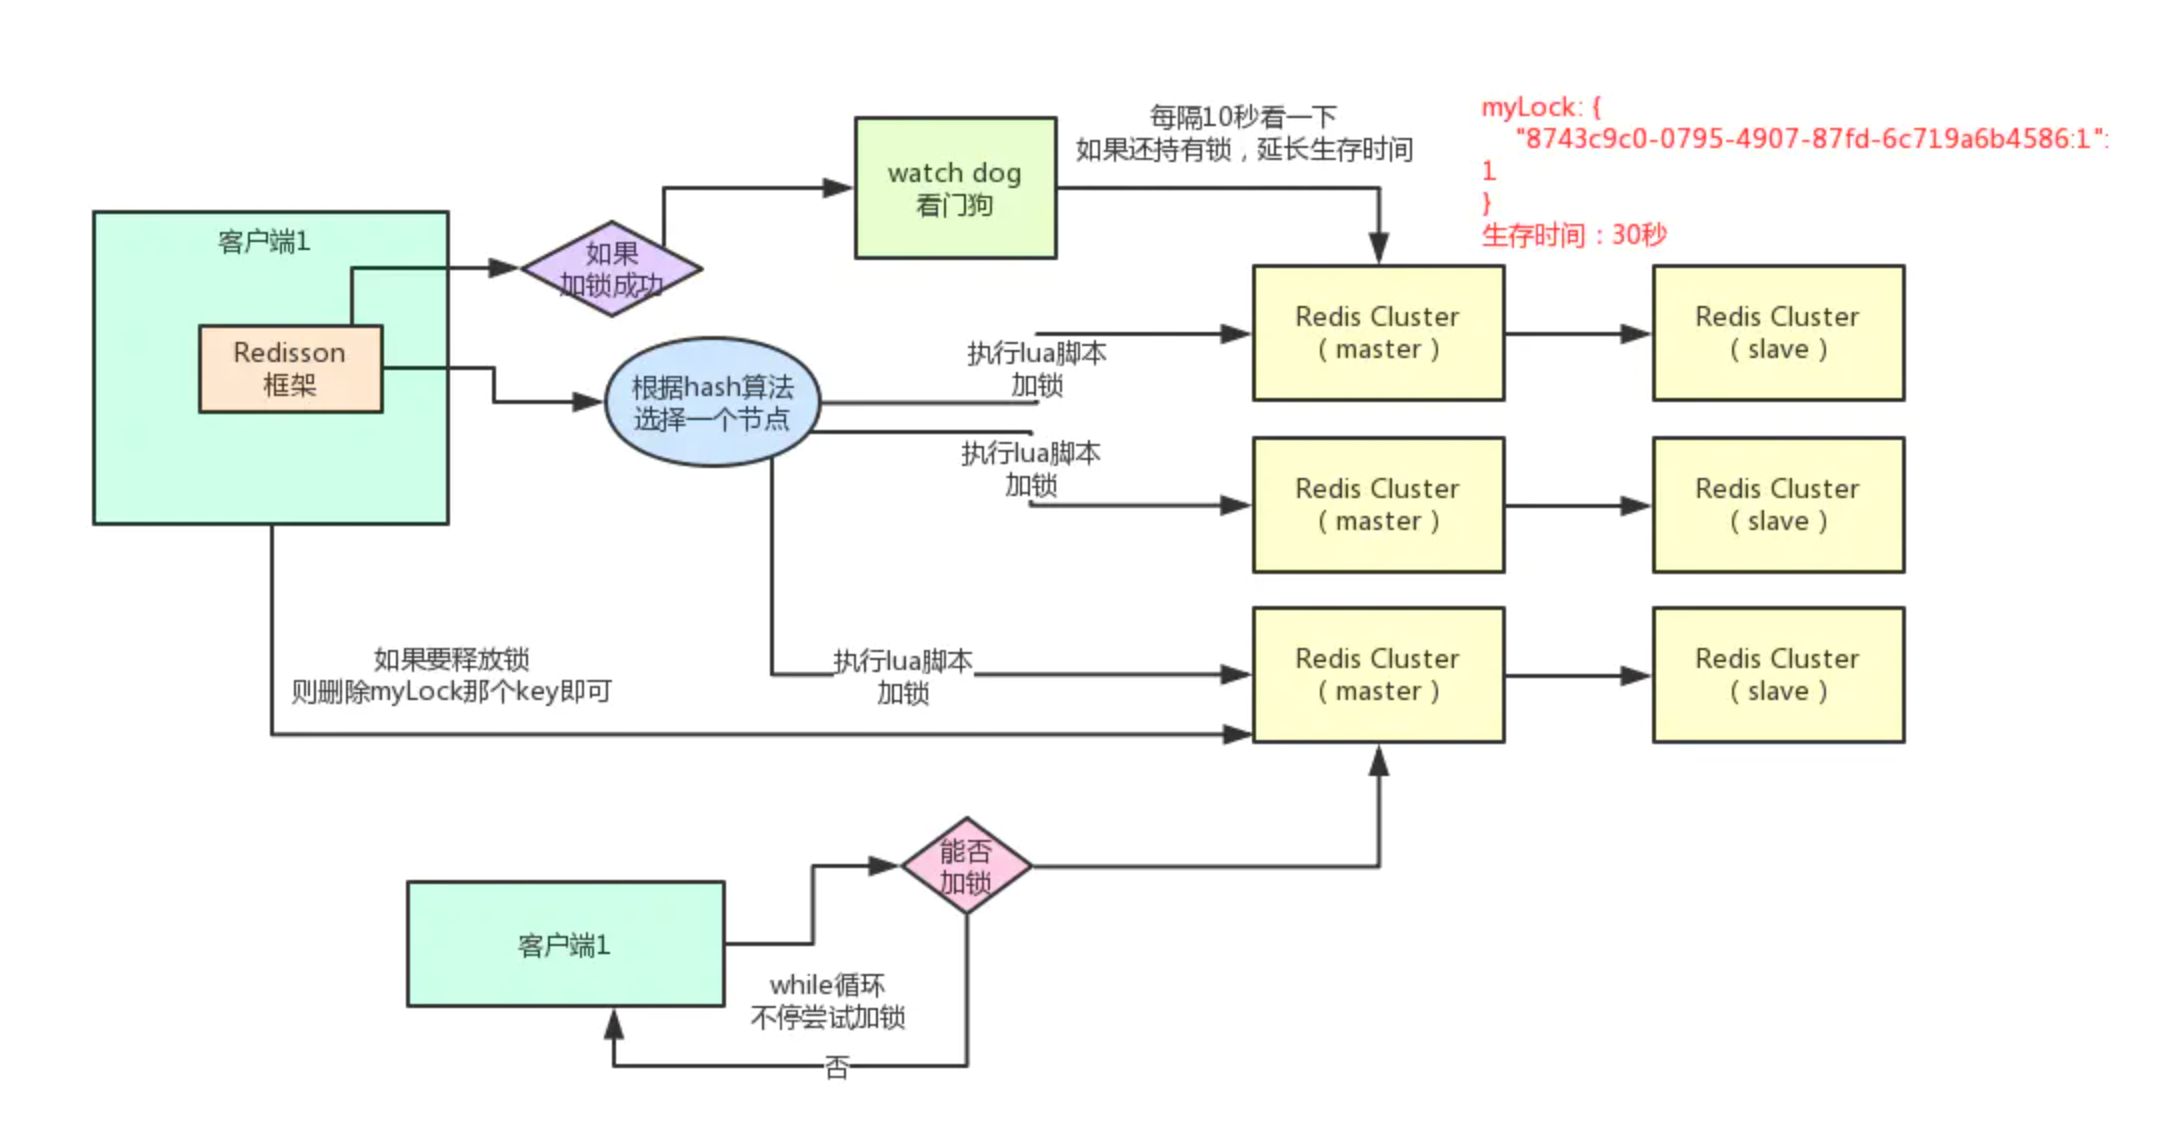 每隔10秒看一下
如果还持有锁，延长生存时间
myLock: {
"8743c9c0-0795-4907-87fd-6c719a6b4586:1":
1
}
生存时间：30秒
watch dog
看门狗
客户端1
如果
加锁成功
Redisson
框架
根据hash算法
选择一个节点
执行lua脚本
加锁
Redis Cluster
（master）
Redis Cluster
（slave）
执行lua脚本
加锁
Redis Cluster
（master）
Redis Cluster
（slave）
如果要释放锁
则删除myLock那个key即可
执行lua脚本
加锁
Redis Cluster
（master）
Redis Cluster
（slave）
能否
加锁
客户端1
while循环
不停尝试加锁
否